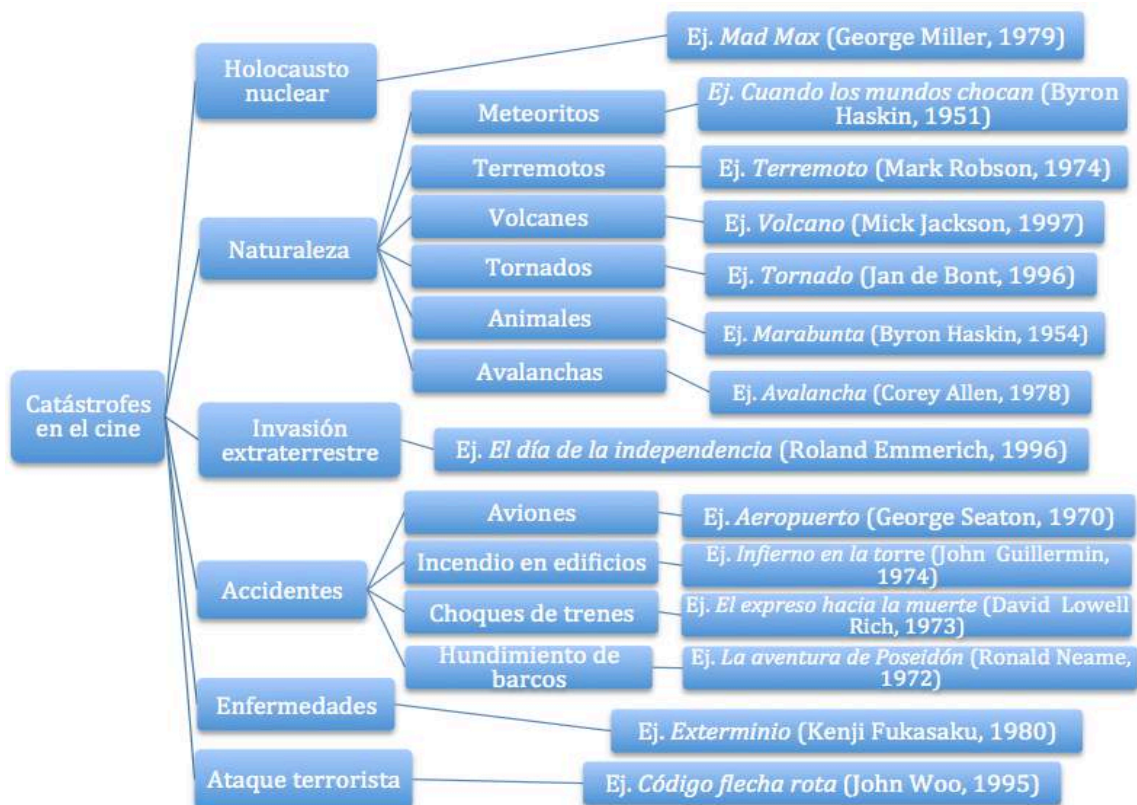 Catástrofes
en el cine
Holocausto
nuclear
Ej. Mad Max (George Miller, 1979)
Naturaleza
Meteoritos
Ej. Cuando los mundos chocan (Byron
Haskin, 1951)
Terremotos
Ej. Terremoto (Mark Robson, 1974)
Volcanes
Ej. Volcano (Mick Jackson, 1997)
Tornados
Ej. Tornado (Jan de Bont, 1996)
Animales
Ej. Marabunta (Byron Haskin, 1954)
Avalanchas
Ej. Avalancha (Corey Allen, 1978)
Invasión
extraterrestre
Ej. El día de la independencia (Roland Emmerich, 1996)
Accidentes
Aviones
Ej. Aeropuerto (George Seaton, 1970)
Incendio en edificios
Ej. Infierno en la torre (John Guillermin,
1974)
Choques de trenes
Ej. El expreso hacia la muerte (David Lowell
Rich, 1973)
Hundimiento de
barcos
Ej. La aventura de Poseidón (Ronald Neame,
1972)
Enfermedades
Ej. Exterminio (Kenji Fukasaku, 1980)
Ataque terrorista
Ej. Código flecha rota (John Woo, 1995)